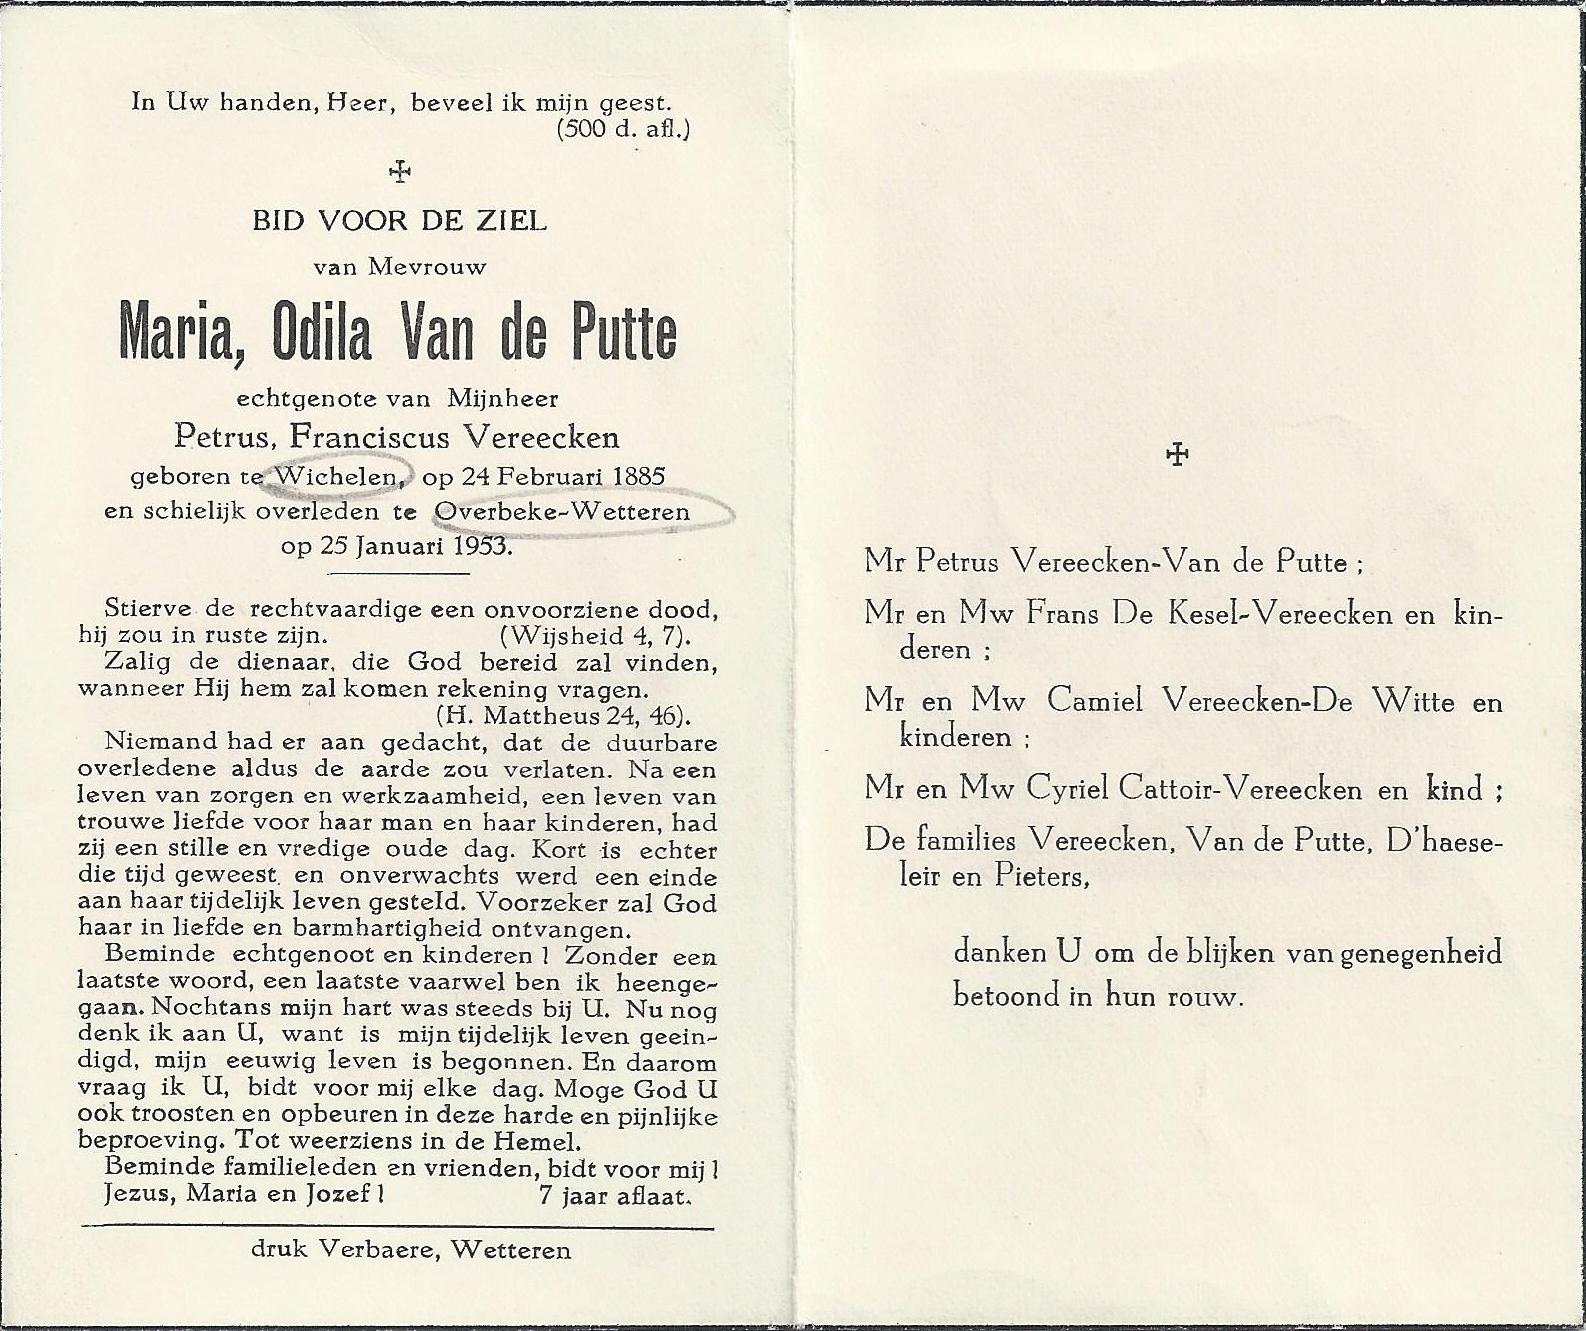 In Uw handen, Heer, beveel ik mijn geest.
(500 d. afl.)
BID VOOR DE ZIEL
van Mevrouw
Maria, Odila Van de Putte
echtgenote van Mijnheer
Petrus, Franciscus Vereecken
geboren te Wichelen, op 24 Februari 1885
en schielijk overleden te Overbeke-Wetteren
op 25 Januari 1953.
Stierve de rechtvaardige een onvoorziene dood,
hij zou in ruste zijn. (Wijsheid 4, 7).
Zalig de dienaar, die God bereid zal vinden,
wanneer Hij hem zal komen rekening vragen.
(H. Mattheus 24, 46).
Niemand had er aan gedacht, dat de duurbare
overledene aldus de aarde zou verlaten. Na een
leven van zorgen en werkzaamheid, een leven van
trouwe liefde voor haar man en haar kinderen, had
zij een stille en vredige oude dag. Kort is echter
die tijd geweest en onverwachts werd een einde
aan haar tijdelijk leven gesteld. Voorzeker zal God
haar in liefde en barmhartigheid ontvangen.
Beminde echtgenoot en kinderen ! Zonder een
laatste woord, een laatste vaarwel ben ik heenge-
gaan. Nochtans mijn hart was steeds bij U. Nu nog
denk ik aan U, want is mijn tijdelijk leven geein-
digd, mijn eeuwig leven is begonnen. En daarom
vraag ik U, bidt voor mij elke dag. Moge God U
ook troosten en opbeuren in deze harde en pijnlijke
beproeving. Tot weerziens in de Hemel.
Beminde familieleden en vrienden, bidt voor mij !
Jezus, Maria en Jozef ! 7 jaar aflaat.
druk Verbaere, Wetteren
Mr Petrus Vereecken-Van de Putte ;
Mr en Mw Frans De Kesel-Vereecken en kin-
deren ;
Mr en Mw Camiel Vereecken-De Witte en
kinderen ;
Mr en Mw Cyriel Cattoir-Vereecken en kind ;
De families Vereecken, Van de Putte, D'haese-
leir en Pieters,
danken U om de blijken van genegenheid
betoond in hun rouw.